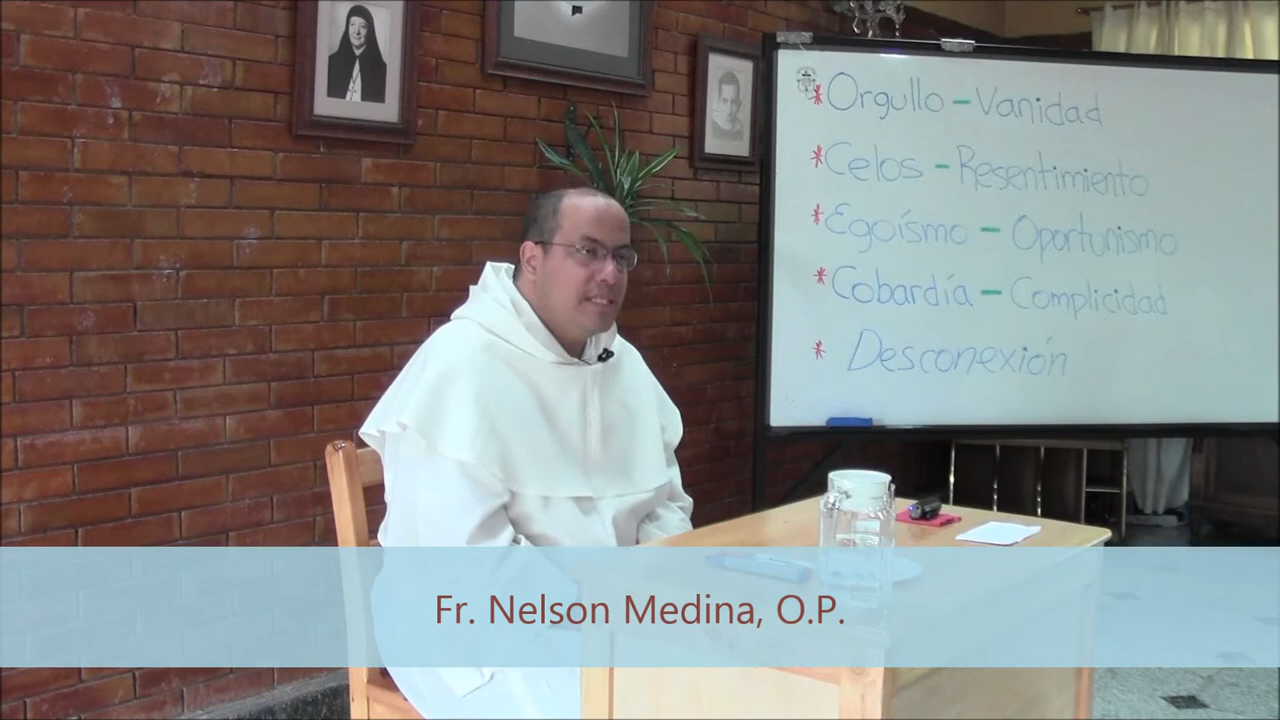 * Orgullo - Vanidad
* Celos - Resentimiento
* Egoísmo - Oportunismo
* Cobardía - Complicidad
* Desconexión
Fr. Nelson Medina, O.P.